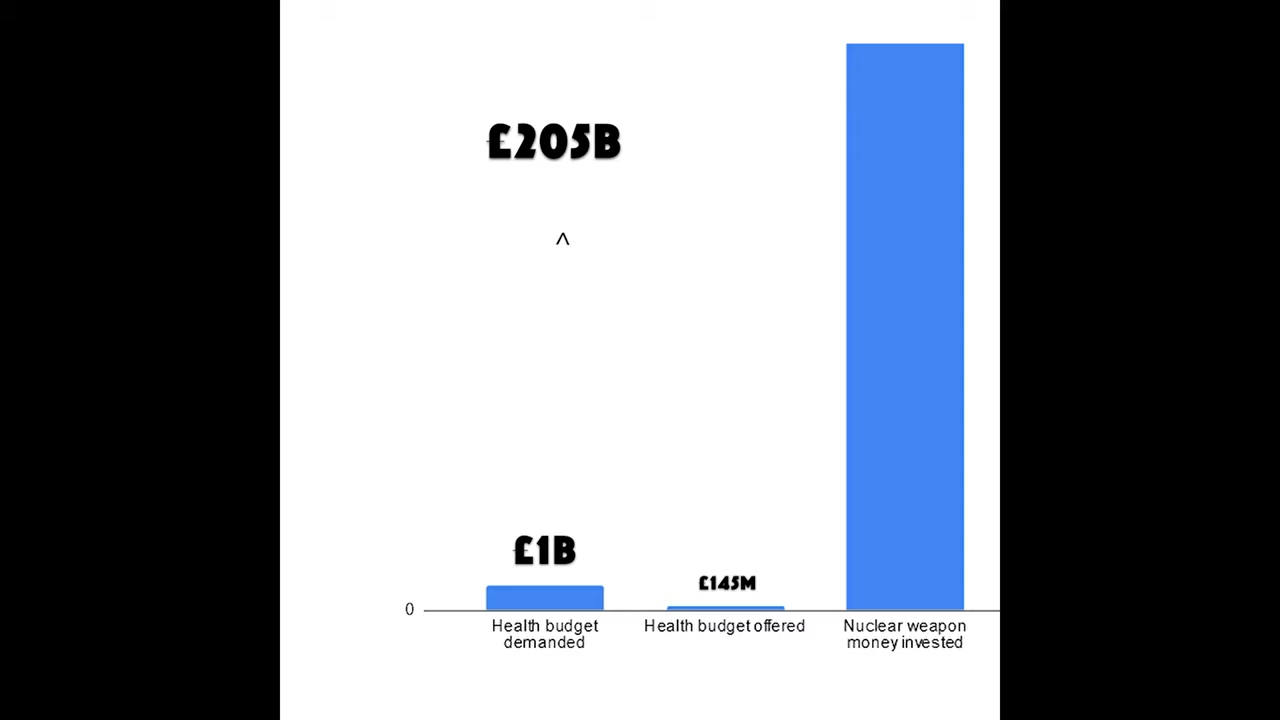 £205B
^
£1B
£145M
0
Health budget
demanded
Health budget offered
Nuclear weapon
money invested